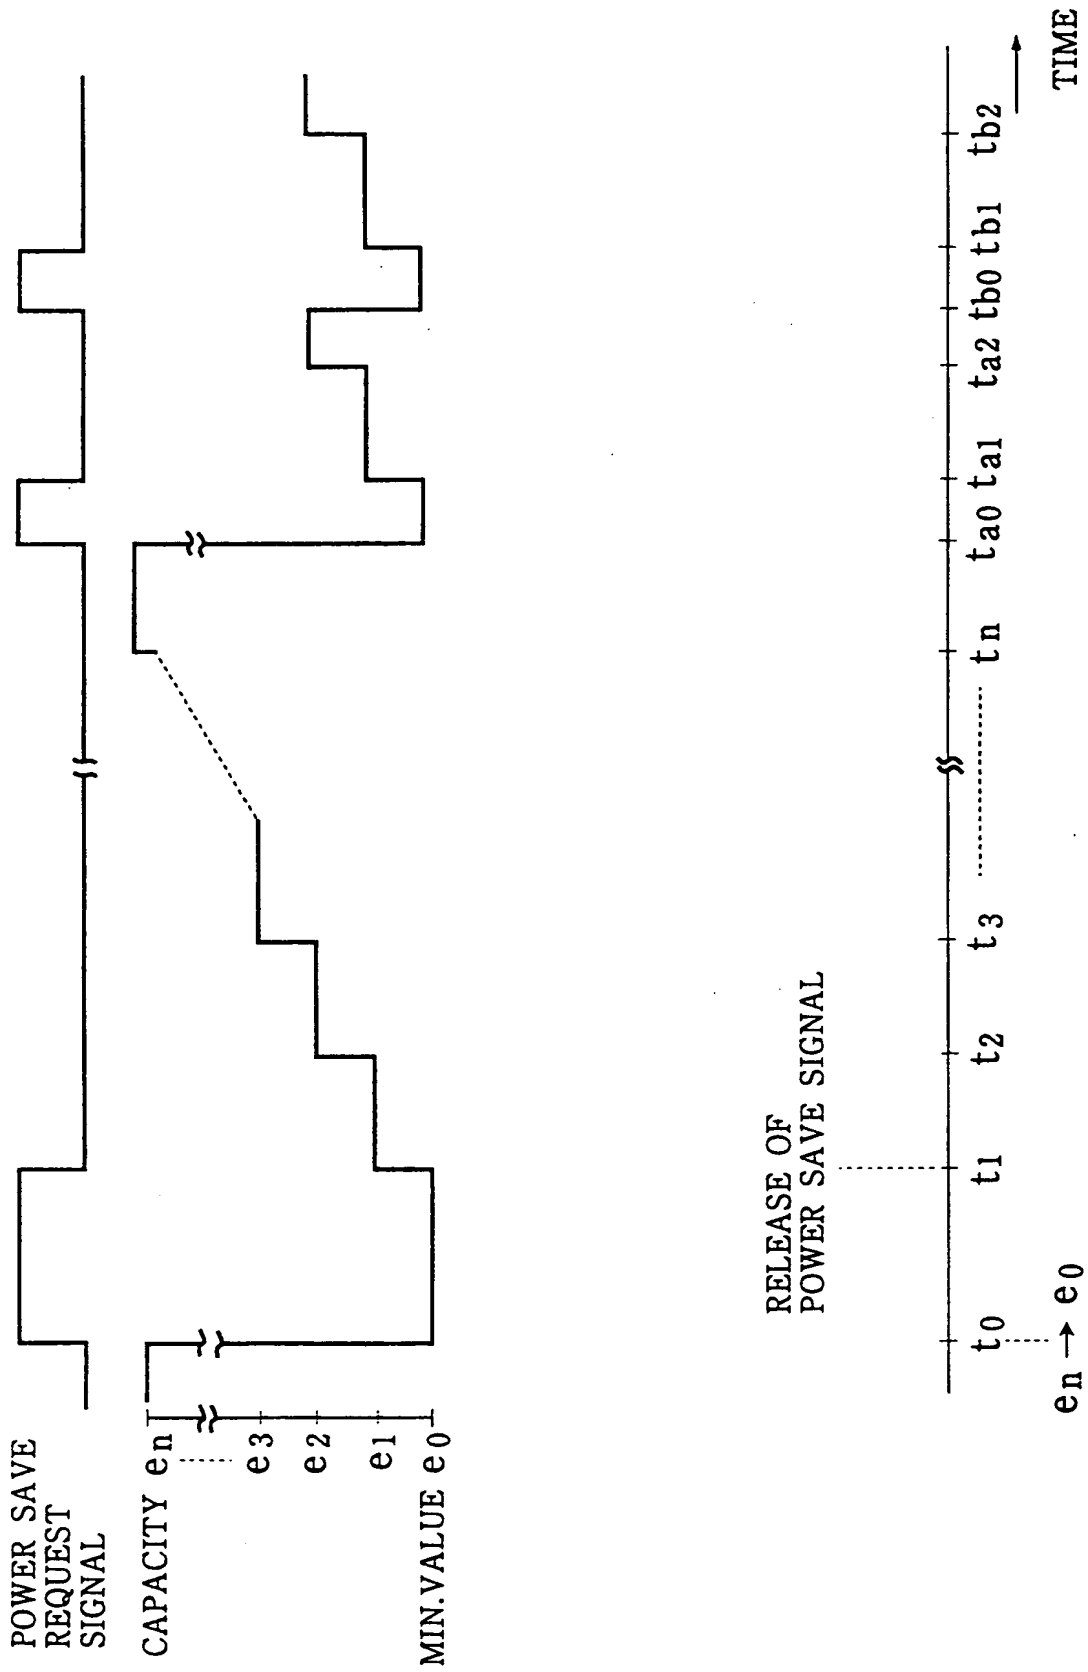 POWER SAVE
REQUEST
SIGNAL
CAPACITY en
e3
e2
e1
MIN.VALUE e0
RELEASE OF
POWER SAVE SIGNAL
t0 t1 t2 t3 tn ta0 ta1 ta2 tb0 tb1 tb2
en → e0
TIME